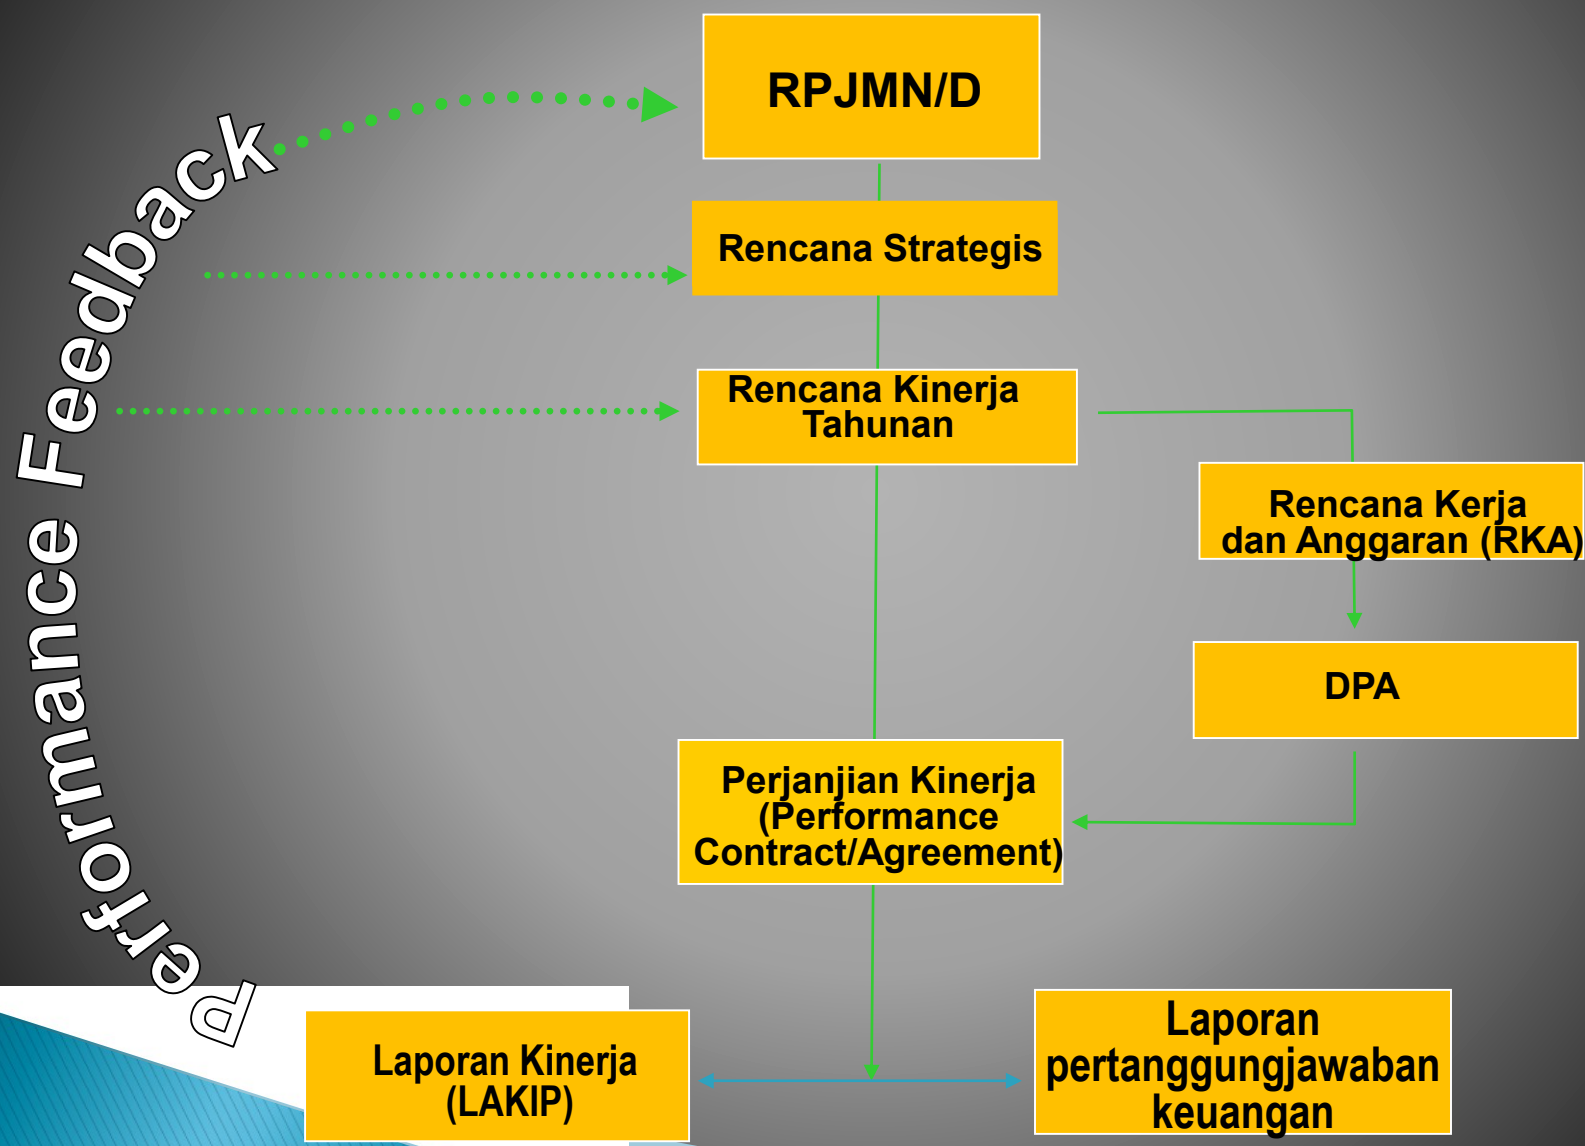 RPJMN/D
Performance Feedback
Rencana Strategis
Rencana Kinerja
Tahunan
Rencana Kerja
dan Anggaran (RKA)
DPA
Perjanjian Kinerja
(Performance
Contract/Agreement)
Laporan Kinerja
(LAKIP)
Laporan
pertanggungjawaban
keuangan